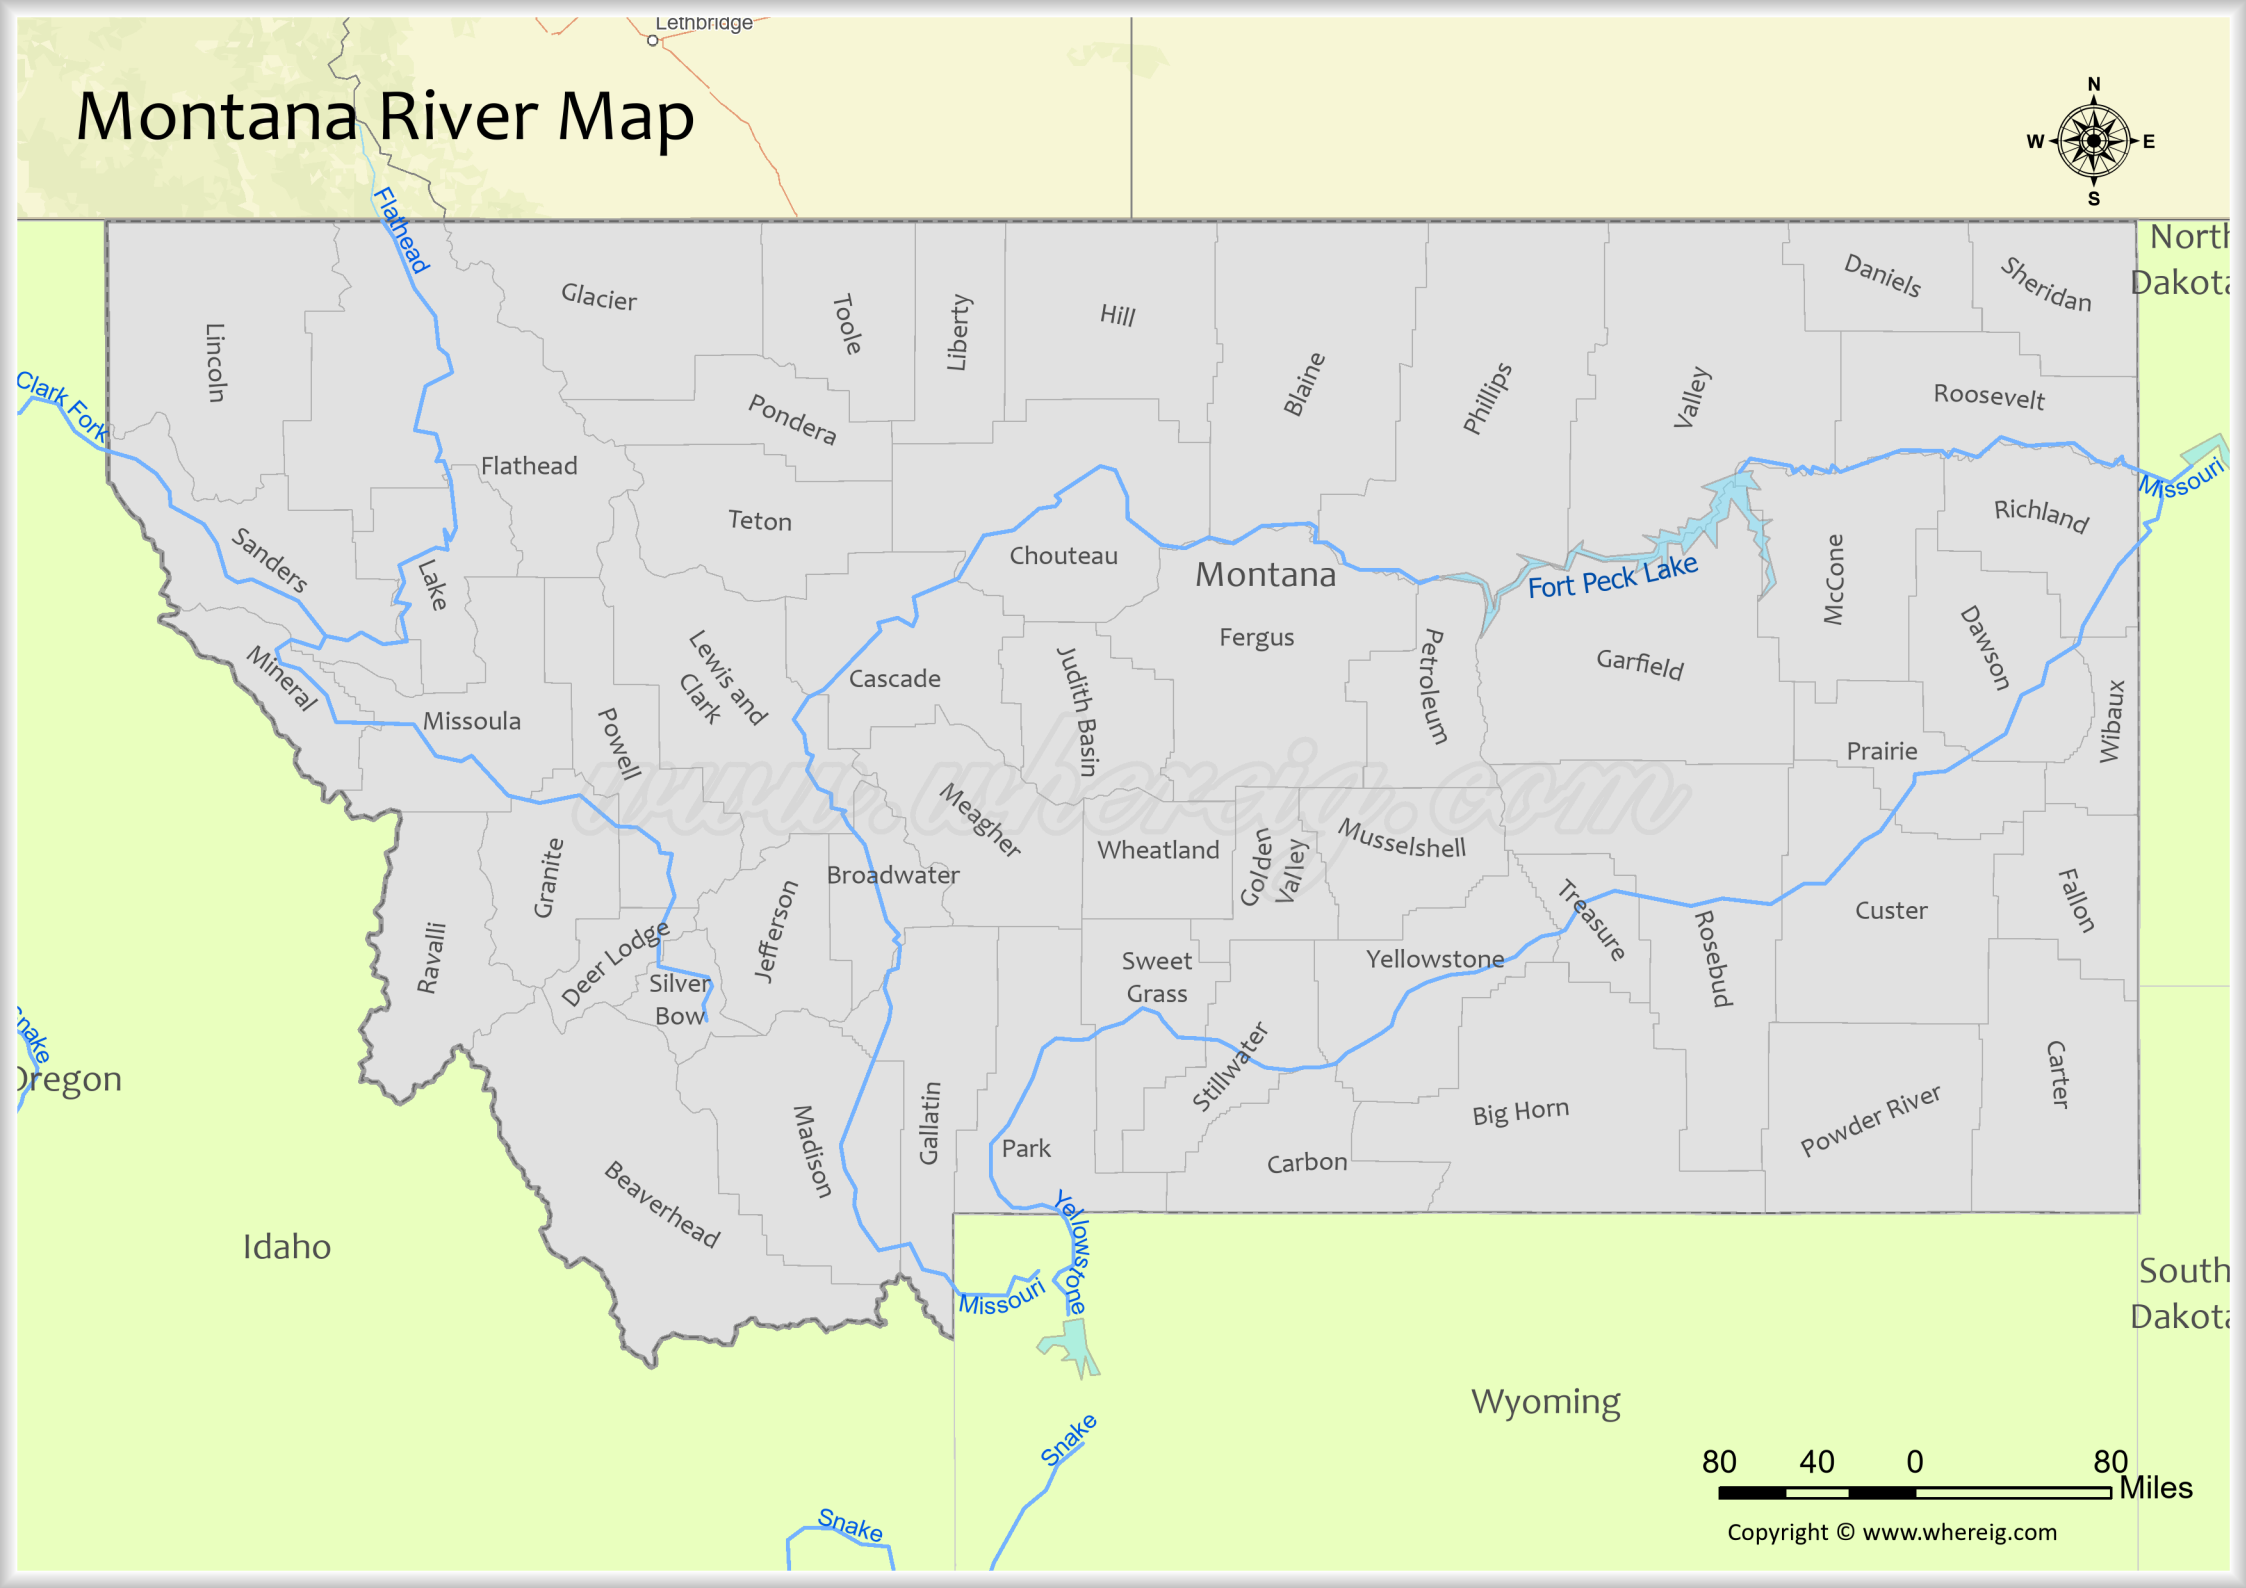 Lethbridge
Montana River Map
N
W
E
S
Flathead
North
Dakota
Glacier
Toole
Liberty
Hill
Blaine
Phillips
Valley
Daniels
Sheridan
Lincoln
Clark Fork
Pondera
Roosevelt
Flathead
Teton
Chouteau
Montana
Fort Peck Lake
McCone
Richland
Missouri
Sanders
Lake
Mineral
Missoula
Powell
Lewis and
Clark
Cascade
Judith Basin
Fergus
Petroleum
Garfield
Dawson
Prairie
Wibaux
www.whereig.com
Meagher
Wheatland
Golden
Valley
Musselshell
Granite
Broadwater
Jefferson
Ravalli
Deer Lodge
Silver
Bow
Sweet
Grass
Yellowstone
Treasure
Rosebud
Custer
Fallon
Snake
Oregon
Stillwater
Madison
Gallatin
Park
Carbon
Big Horn
Powder River
Carter
Beaverhead
Idaho
Yellowstone
Missouri
South
Dakota
Wyoming
Snake
Snake
80 40 0 80
Miles
Copyright © www.whereig.com